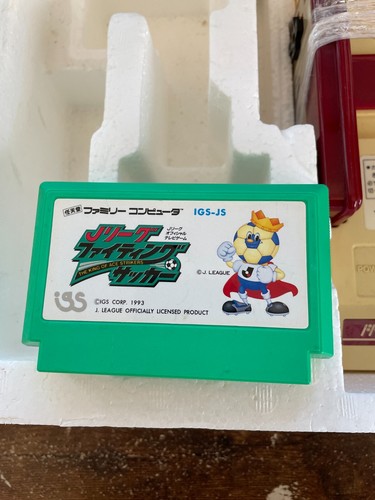 任天堂 ファミリー コンピュータ™ IGS-JS
Jリーグ
オフィシャル
テレビゲーム
Jリーグ
ファイティング
THE KING OF ACE STRIKERS
サッカー
©J. LEAGUE
igs
©IGS CORP. 1993
J. LEAGUE OFFICIALLY LICENSED PRODUCT